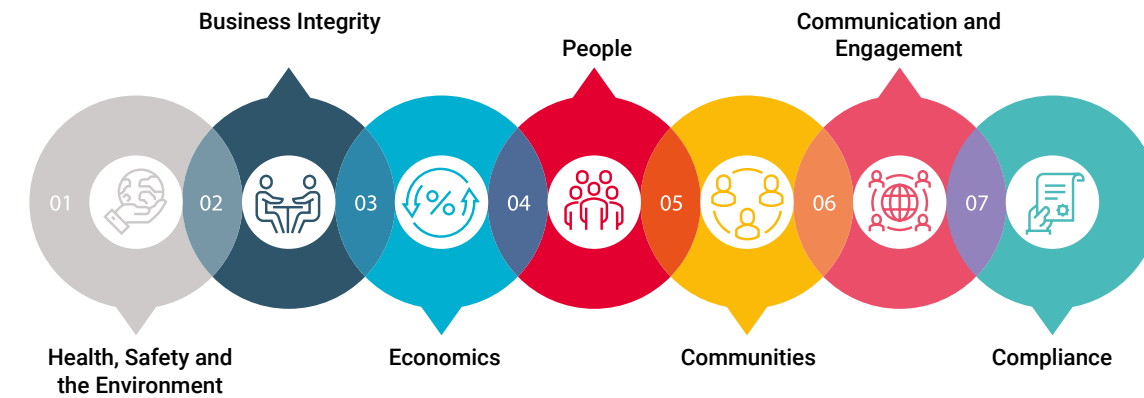 Business Integrity
People
Communication and
Engagement
01
02
03
%
04
05
06
07
Health, Safety and
the Environment
Economics
Communities
Compliance